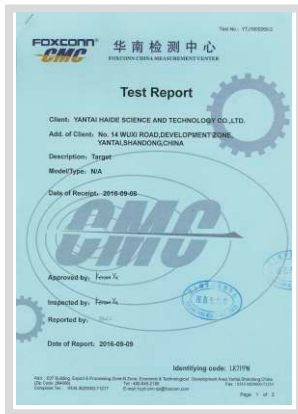 FOXCONN
CMC
华南检测中心
FOXCONN CHINA MEASUREMENT CENTER
Test Report
Client: YANTAI HAIDE SCIENCE AND TECHNOLOGY CO.,LTD.
Add. of Client: No. 14 WUXI ROAD,DEVELOPMENT ZONE,
YANTAI,SHANDONG,CHINA
Description: Target
Model/Type: N/A
Date of Receipt: 2016-09-06
CMC
Approved by:
Inspected by:
Reported by:
Date of Report: 2016-09-09
Identifying code: LK7PPN
Page 1 of 2